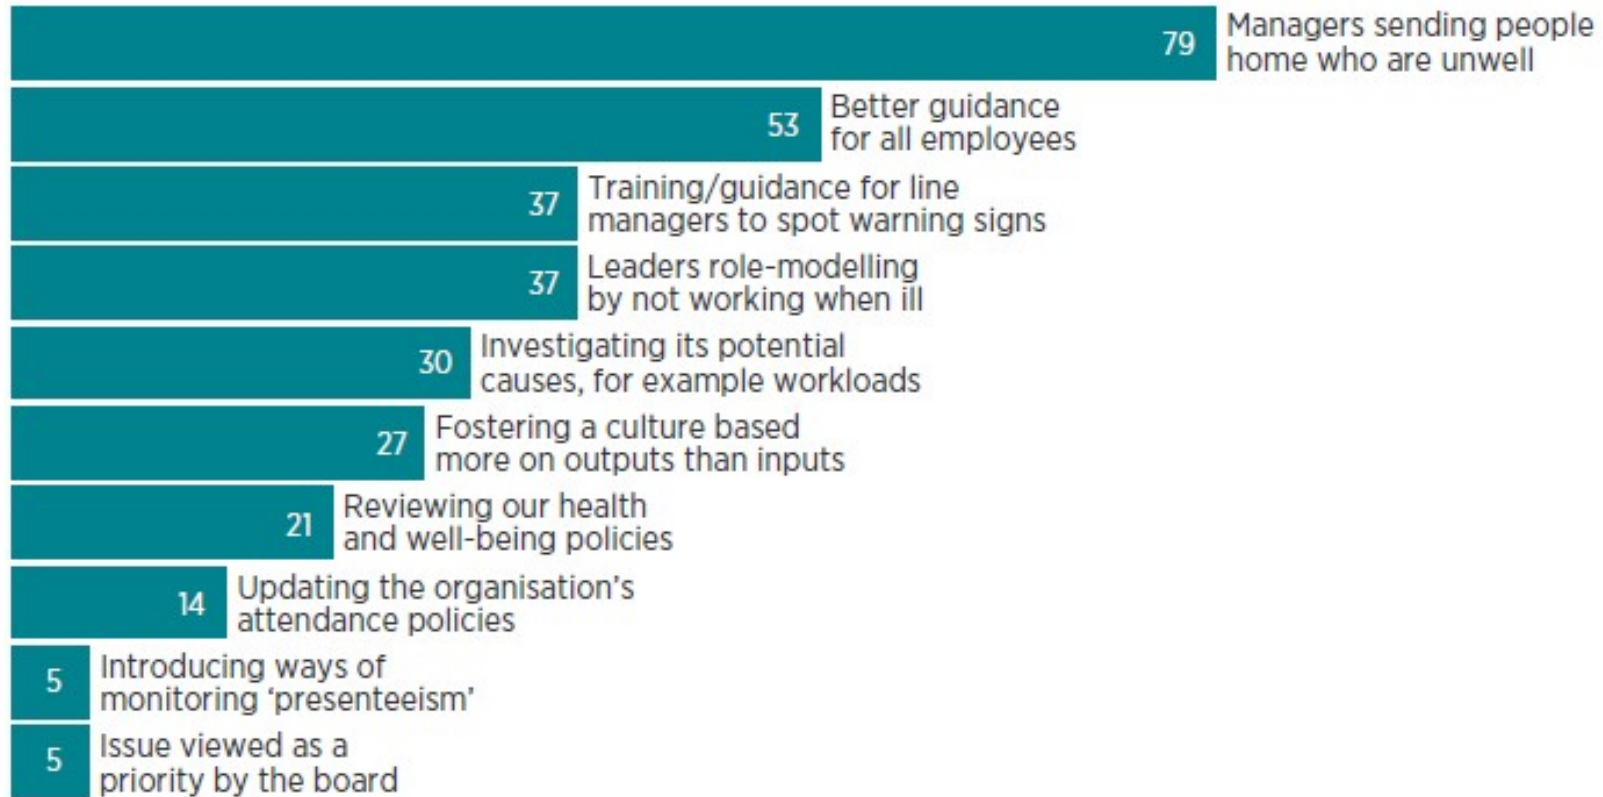 79
Managers sending people
home who are unwell
53
Better guidance
for all employees
37
Training/guidance for line
managers to spot warning signs
37
Leaders role-modelling
by not working when ill
30
Investigating its potential
causes, for example workloads
27
Fostering a culture based
more on outputs than inputs
21
Reviewing our health
and well-being policies
14
Updating the organisation’s
attendance policies
5
Introducing ways of
monitoring ‘presenteeism’
5
Issue viewed as a
priority by the board